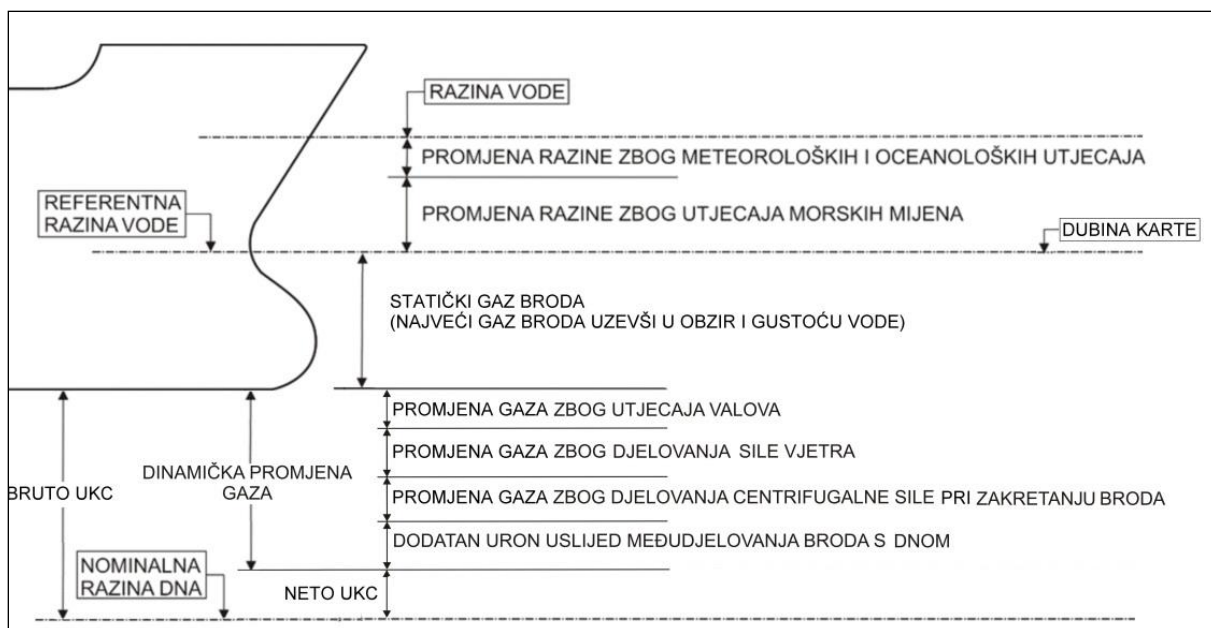 RAZINA VODE
PROMJENA RAZINE ZBOG METEOROLOŠKIH I OCEANOLOŠKIH UTJECAJA
REFERENTNA
RAZINA VODE
PROMJENA RAZINE ZBOG UTJECAJA MORSKIH MIJENA
DUBINA KARTE
STATIČKI GAZ BRODA
(NAJVEĆI GAZ BRODA UZEVŠI U OBZIR I GUSTOĆU VODE)
PROMJENA GAZA ZBOG UTJECAJA VALOVA
PROMJENA GAZA ZBOG DJELOVANJA SILE VJETRA
DINAMIČKA PROMJENA
GAZA
BRUTO UKC
PROMJENA GAZA ZBOG DJELOVANJA CENTRIFUGALNE SILE PRI ZAKRETANJU BRODA
DODATAN URON USLIJED MEĐUDJELOVANJA BRODA S DNOM
NOMINALNA
RAZINA DNA
NETO UKC